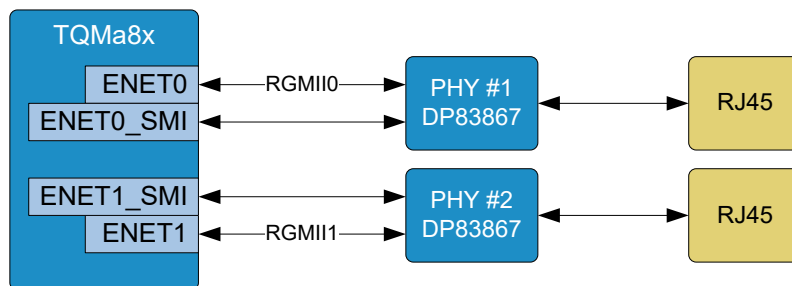 TQMa8x
ENET0
RGMII0
ENET0_SMI
PHY #1
DP83867
RJ45
ENET1_SMI
ENET1
RGMII1
PHY #2
DP83867
RJ45